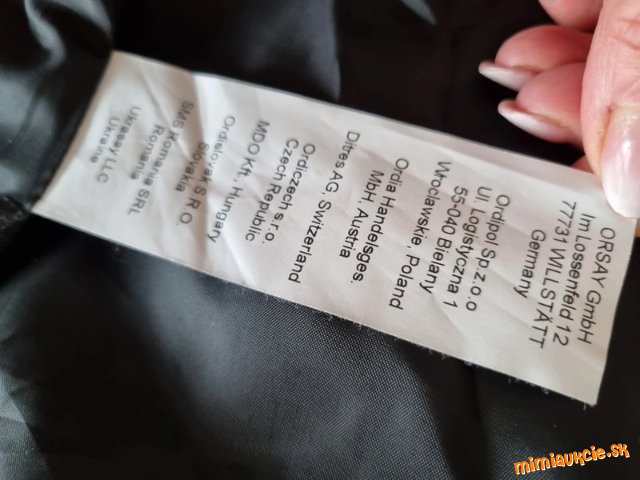 ORSAY GmbH
Im Lossenfeld 12
77731 WILLSTÄTT
Germany
Ordipol Sp.z.o.o
Ul. Logistyczna 1
55-040 Bielany
Wroclawskie, Poland
Ordia Handelsges.
MbH, Austria
Ditres AG, Switzerland
Ordiczech s.r.o.
Czech Republic
MDO Kft., Hungary
Ordislovak S.R.O.
Slovakia
SMS Romania SRL
Romania
Ukrassay LLC
Ukraine
mimiaukcie.sk